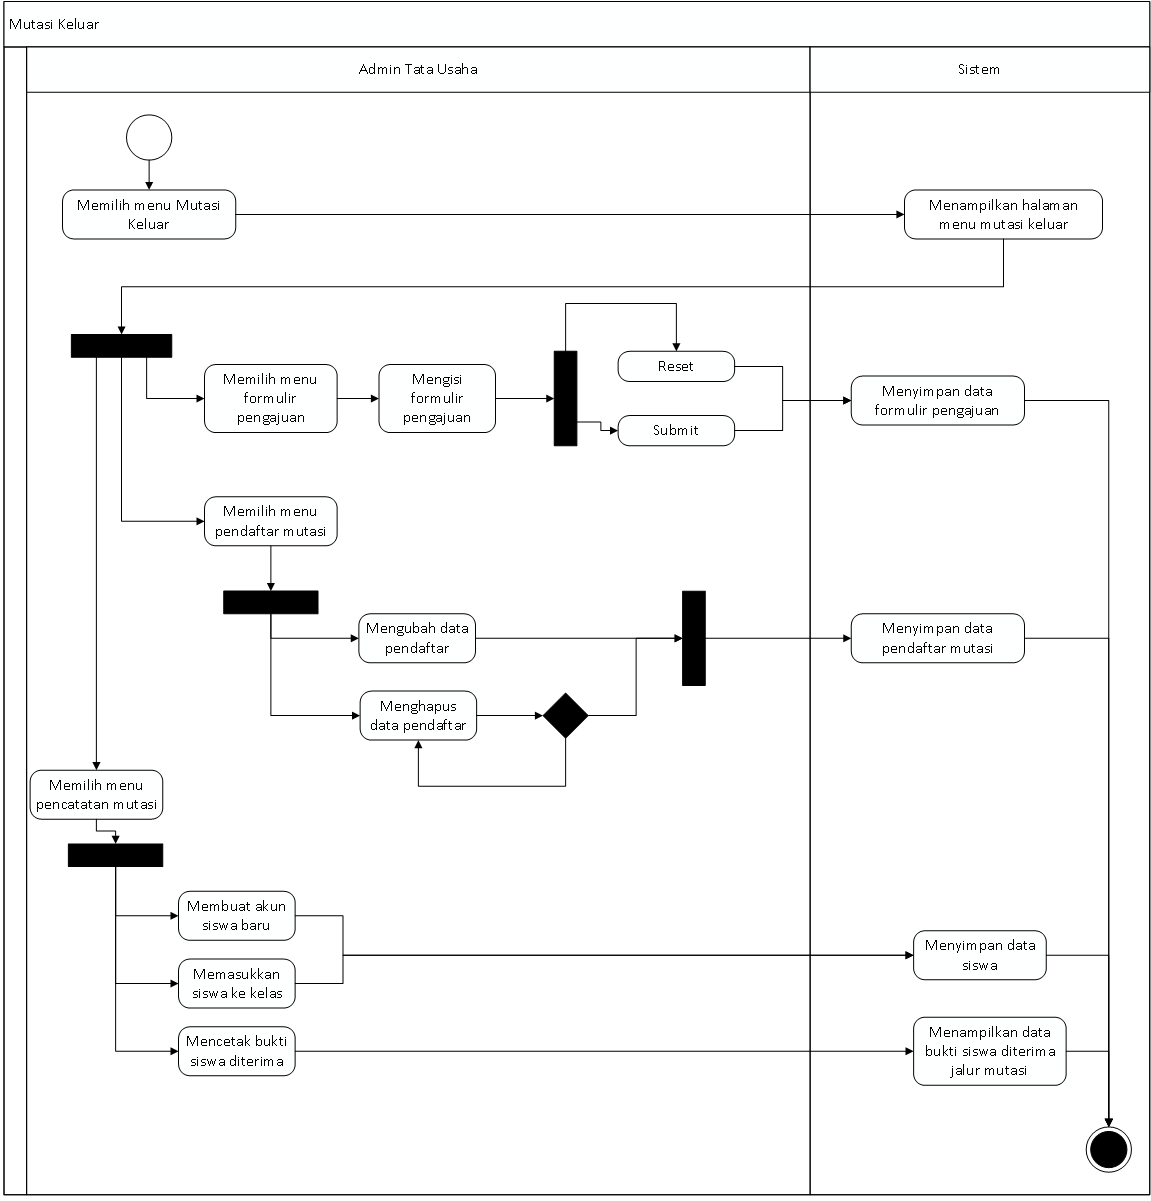 Mutasi Keluar
Admin Tata Usaha
Sistem
Memilih menu Mutasi
Keluar
Menampilkan halaman
menu mutasi keluar
Memilih menu
formulir
pengajuan
Mengisi
formulir
pengajuan
Reset
Submit
Menyimpan data
formulir pengajuan
Memilih menu
pendaftar mutasi
Mengubah data
pendaftar
Menyimpan data
pendaftar mutasi
Menghapus
data pendaftar
Memilih menu
pencatatan mutasi
Membuat akun
siswa baru
Memasukkan
siswa ke kelas
Menyimpan data
siswa
Mencetak bukti
siswa diterima
Menampilkan data
bukti siswa diterima
jalur mutasi